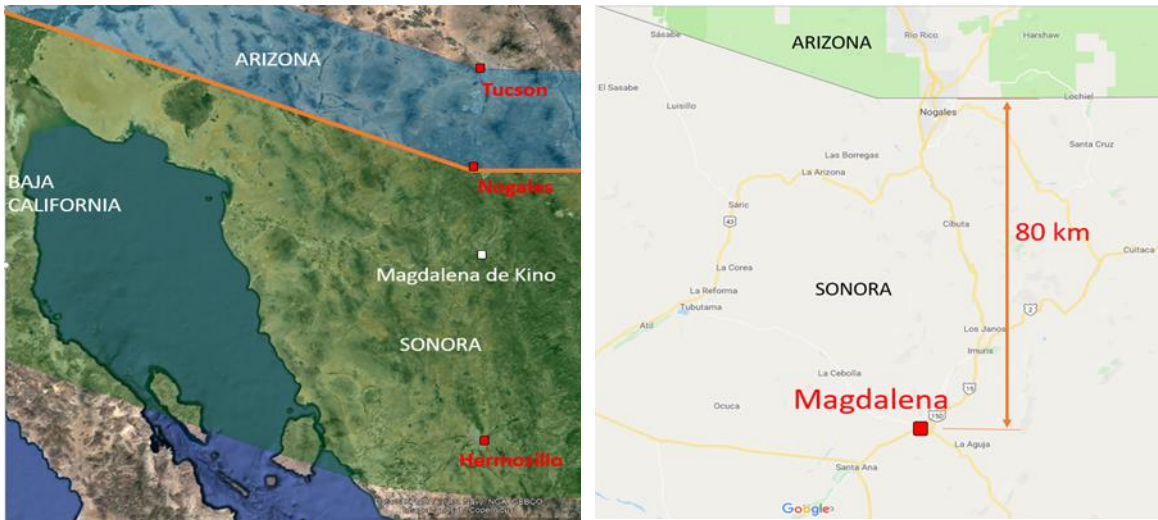 ARIZONA
Tucson
Nogales
BAJA
CALIFORNIA
Magdalena de Kino
SONORA
Hermosillo
Sásabe
ARIZONA
Río Rico
Harshaw
El Sasabe
Luisillo
Lochiel
Nogales
Santa Cruz
Las Borregas
La Arizona
Sáric
43
Cibuta
80 km
Cuitaca
La Corea
La Reforma
SONORA
Tubutama
2
Atil
Los Janos
Imuris
La Cebolla
15
Ocuca
Magdalena
15D
La Aguja
Santa Ana
Google